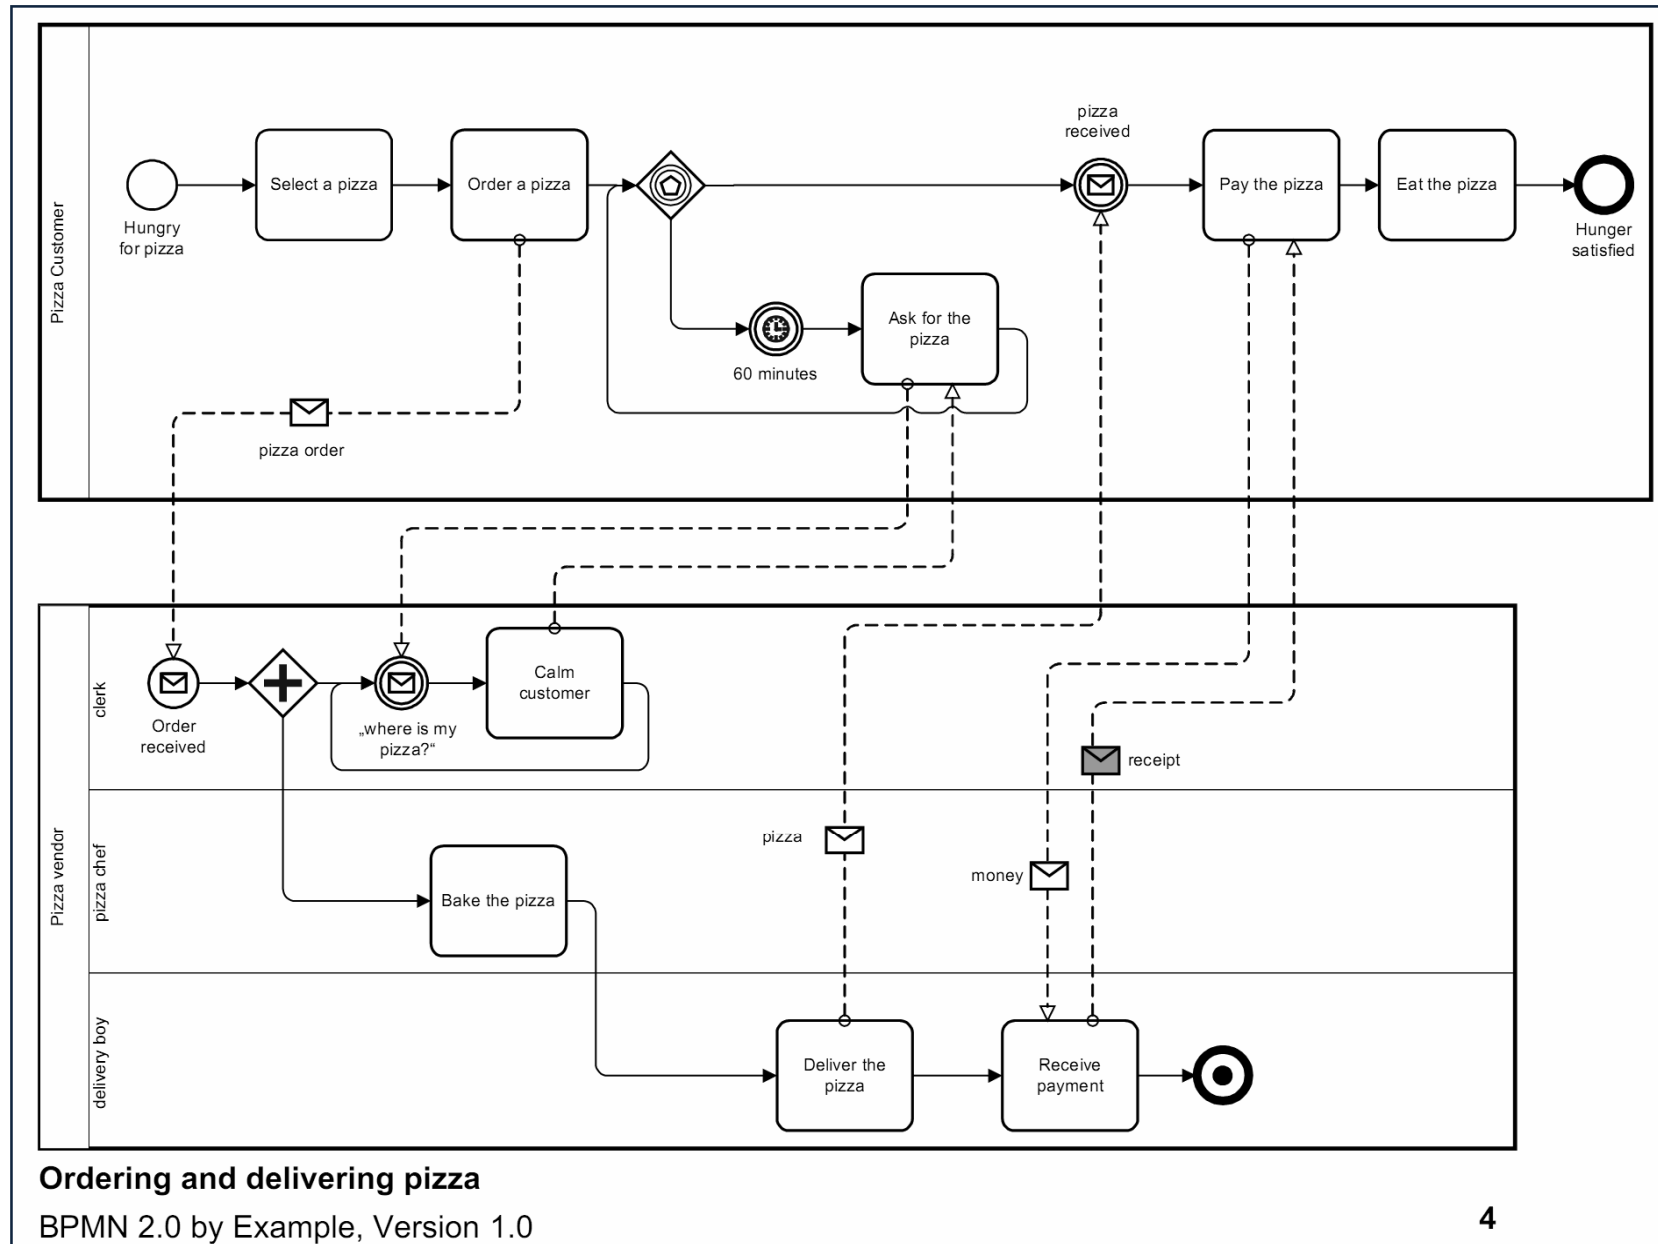 Pizza Customer
Hungry
for pizza
Select a pizza
Order a pizza
pizza
received
Pay the pizza
Eat the pizza
Hunger
satisfied
60 minutes
Ask for the
pizza
pizza order
Pizza vendor
clerk
Order
received
„where is my
pizza?“
Calm
customer
receipt
pizza chef
Bake the pizza
pizza
money
delivery boy
Deliver the
pizza
Receive
payment
Ordering and delivering pizza
BPMN 2.0 by Example, Version 1.0
4